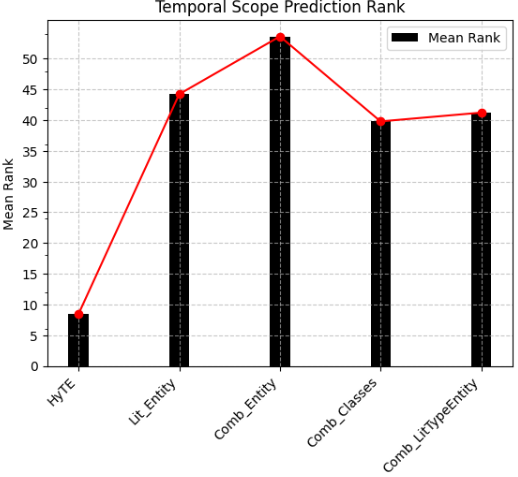 Temporal Scope Prediction Rank
Mean Rank
Mean Rank
50
45
40
35
30
25
20
15
10
5
0
HyTE
Lit_Entity
Comb_Entity
Comb_Classes
Comb_LitTypeEntity